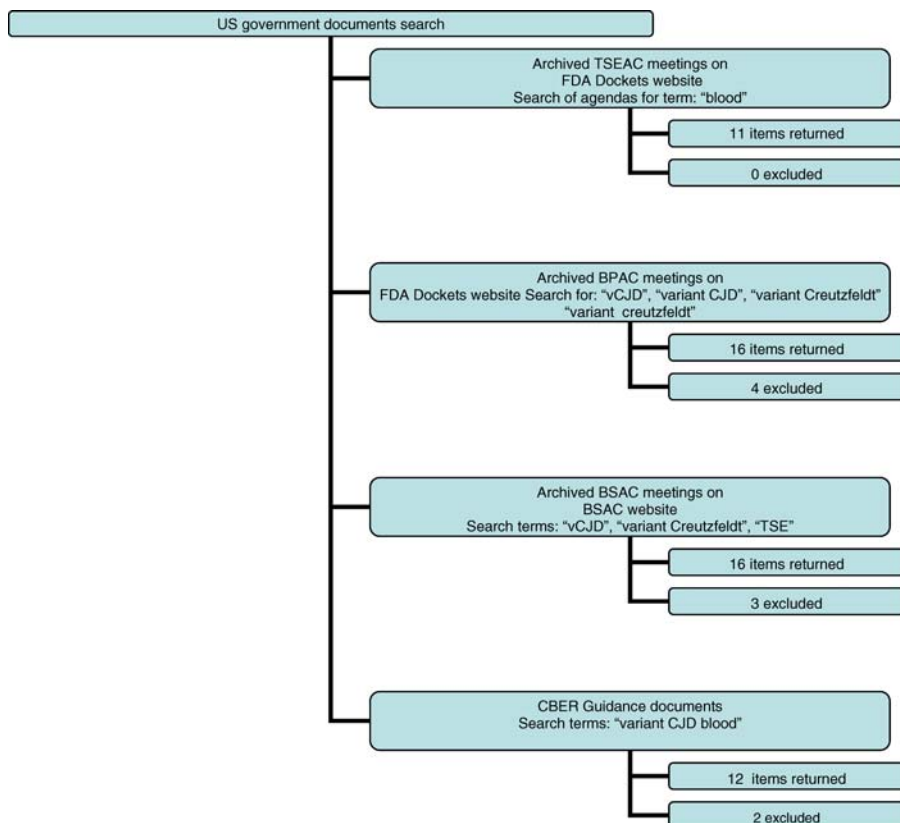 US government documents search
Archived TSEAC meetings on
FDA Dockets website
Search of agendas for term: “blood”
11 items returned
0 excluded
Archived BPAC meetings on
FDA Dockets website Search for: “vCJD”, “variant CJD”, “variant Creutzfeldt”
“variant creutzfeldt”
16 items returned
4 excluded
Archived BSAC meetings on
BSAC website
Search terms: “vCJD”, “variant Creutzfeldt”, “TSE”
16 items returned
3 excluded
CBER Guidance documents
Search terms: “variant CJD blood”
12 items returned
2 excluded